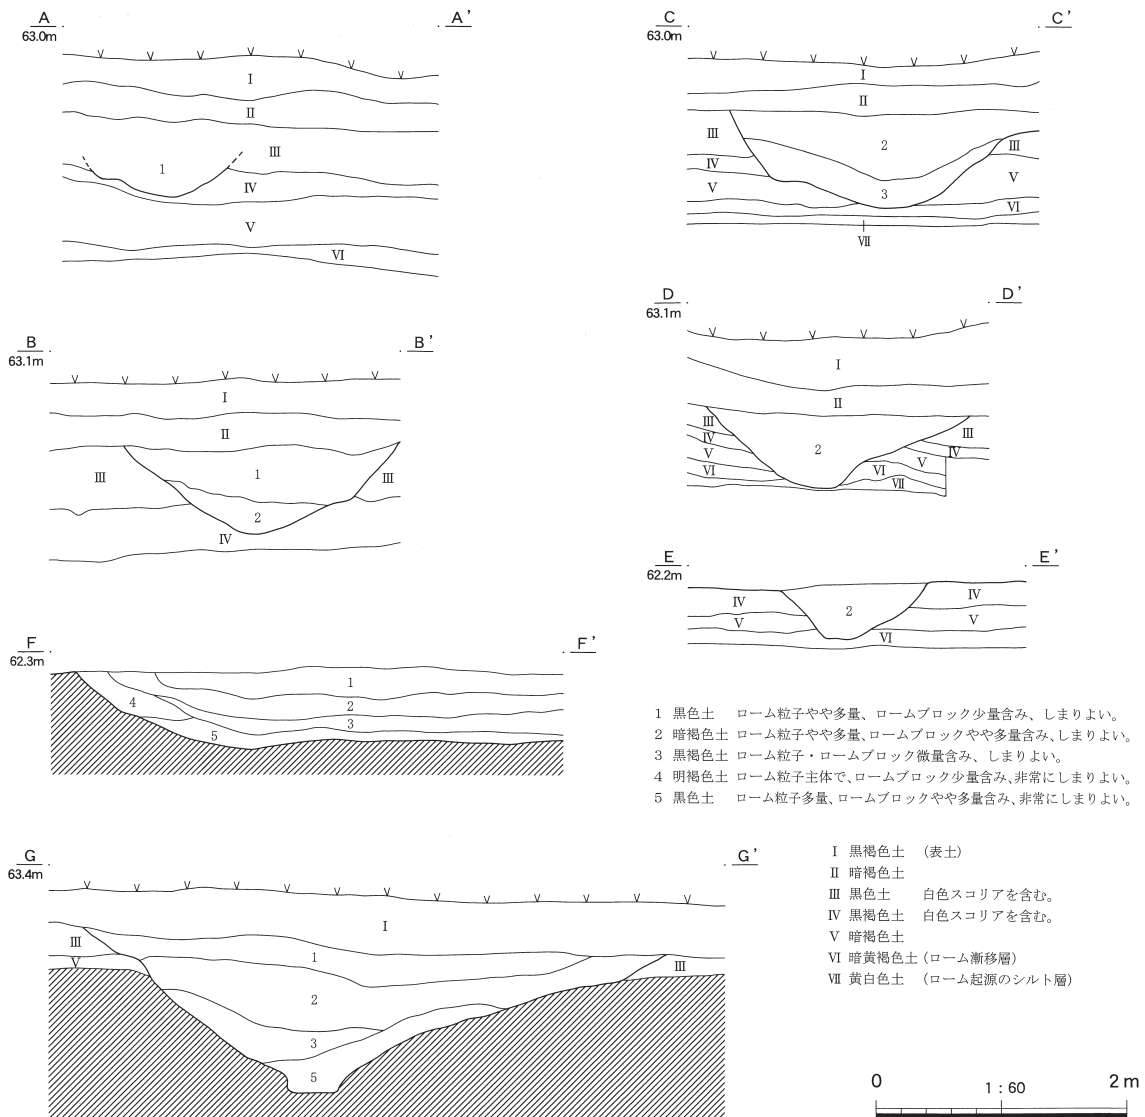 A A’
63.0m
I
II
III
1
IV
V
VI
B B’
63.1m
I
II
1
III III
2
IV
C C’
63.0m
I
II
III 2 III
IV
V 3 V
VI
VII
D D’
63.1m
I
II
III III
IV 2 IV
V V
VI VI
VII
E E’
62.2m
IV 2 IV
V V
VI
F F’
62.3m
1
2
3
4
5
G G’
63.4m
I
III 1 III
V
2
3
5
1 黒色土 ローム粒子やや多量、ロームブロック少量含み、しまりよい。
2 暗褐色土 ローム粒子やや多量、ロームブロックやや多量含み、しまりよい。
3 黒褐色土 ローム粒子・ロームブロック微量含み、しまりよい。
4 明褐色土 ローム粒子主体で、ロームブロック少量含み、非常にしまりよい。
5 黒色土 ローム粒子多量、ロームブロックやや多量含み、非常にしまりよい。
Ⅰ 黒褐色土 (表土)
Ⅱ 暗褐色土
Ⅲ 黒色土 白色スコリアを含む。
Ⅳ 黒褐色土 白色スコリアを含む。
Ⅴ 暗褐色土
Ⅵ 暗黄褐色土 (ローム漸移層)
Ⅶ 黄白色土 (ローム起源のシルト層)
0 1:60 2m